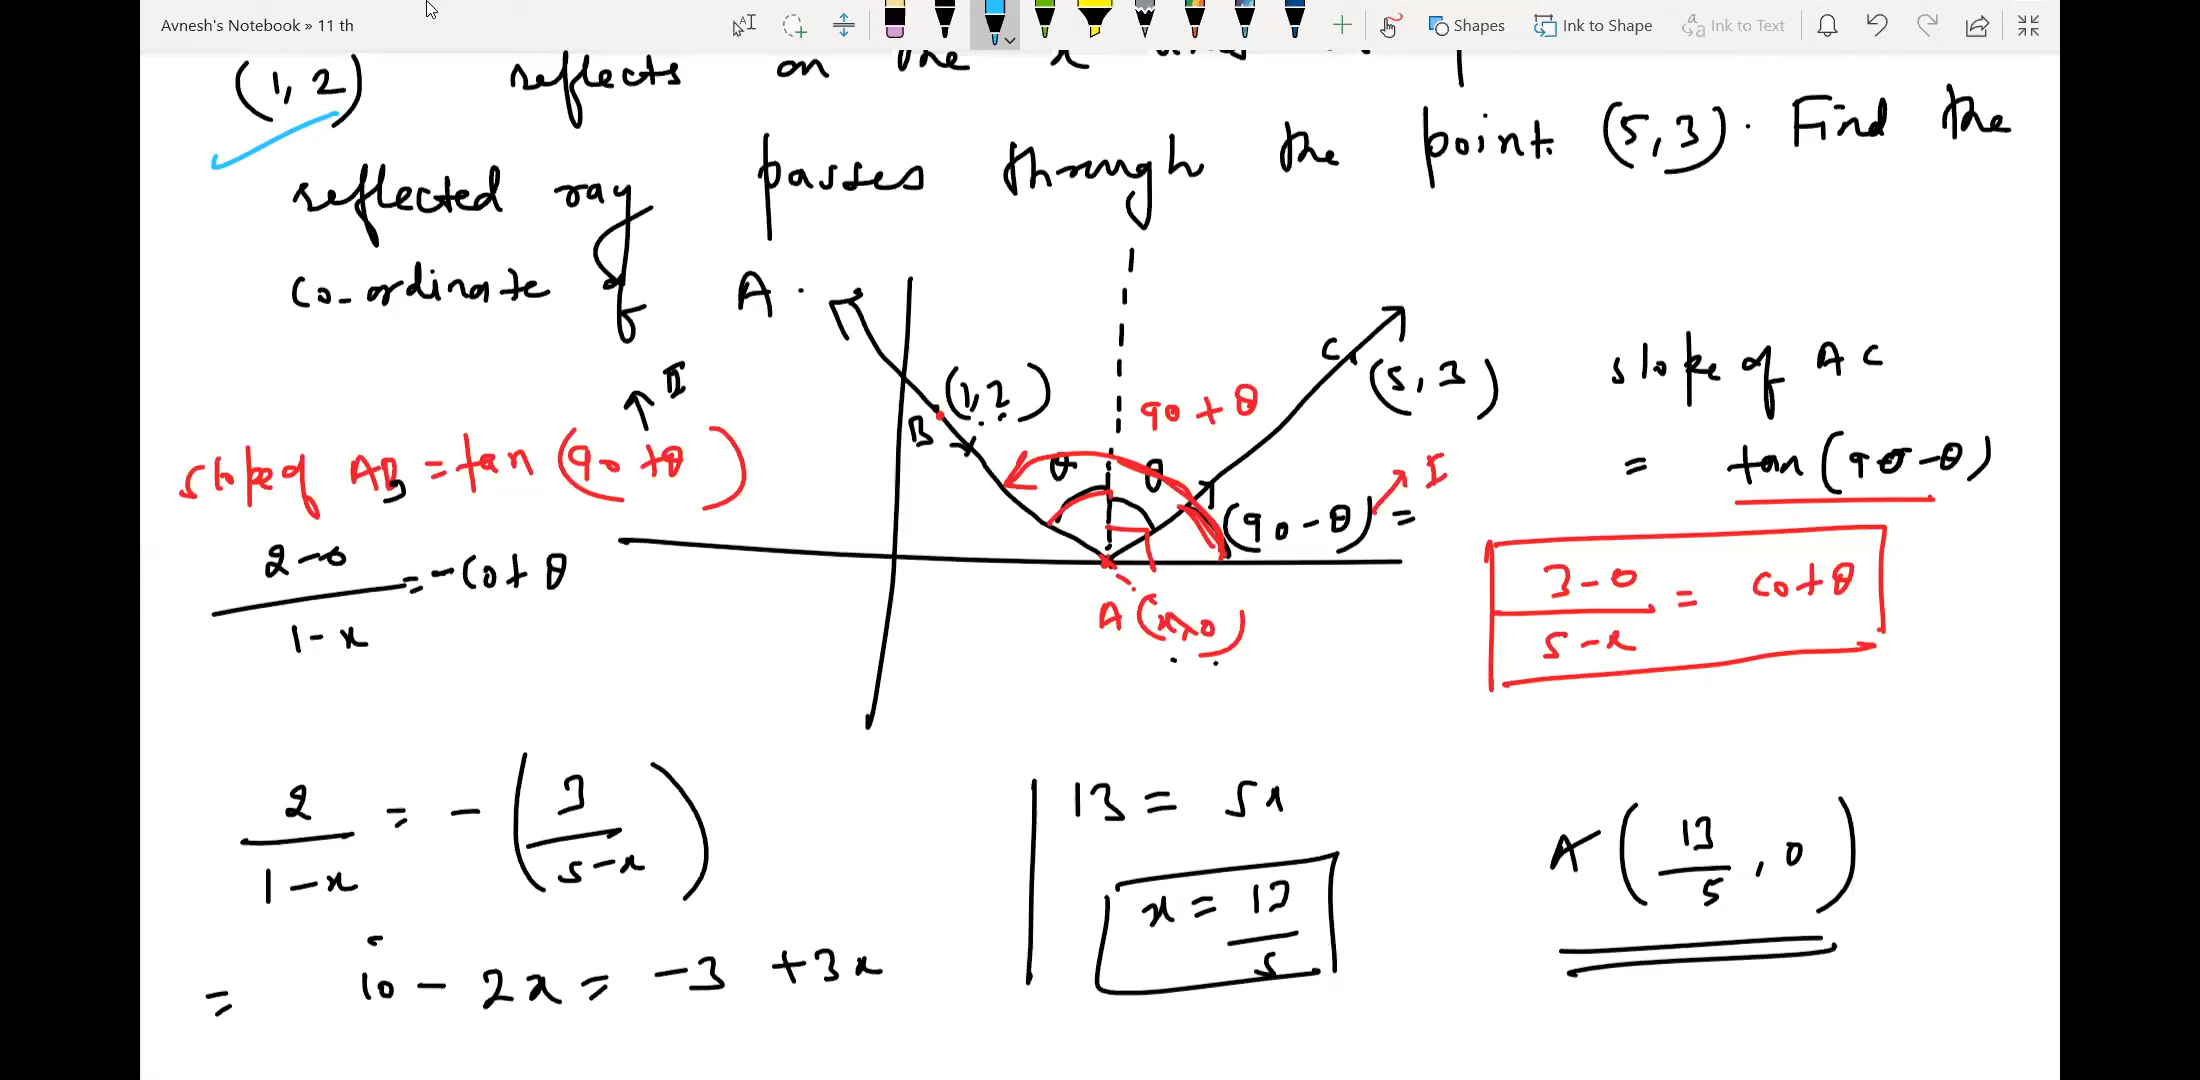 Avnesh's Notebook » 11 th
Shapes
Ink to Shape
Ink to Text
(1, 2) reflects on the x
reflected ray passes through the point (5, 3). Find the
co-ordinate of A.
slope of AB = tan (90 + θ) → II
2 - 0 / 1 - x = - cot θ
B (1, 2)
θ θ
90 + θ
C (5, 3)
(90 - θ) = → I
A (x, 0)
slope of AC
= tan (90 - θ)
3 - 0 / 5 - x = cot θ
2 / 1 - x = - ( 3 / 5 - x )
= 10 - 2x = -3 + 3x
13 = 5x
x = 13 / 5
A ( 13 / 5 , 0 )